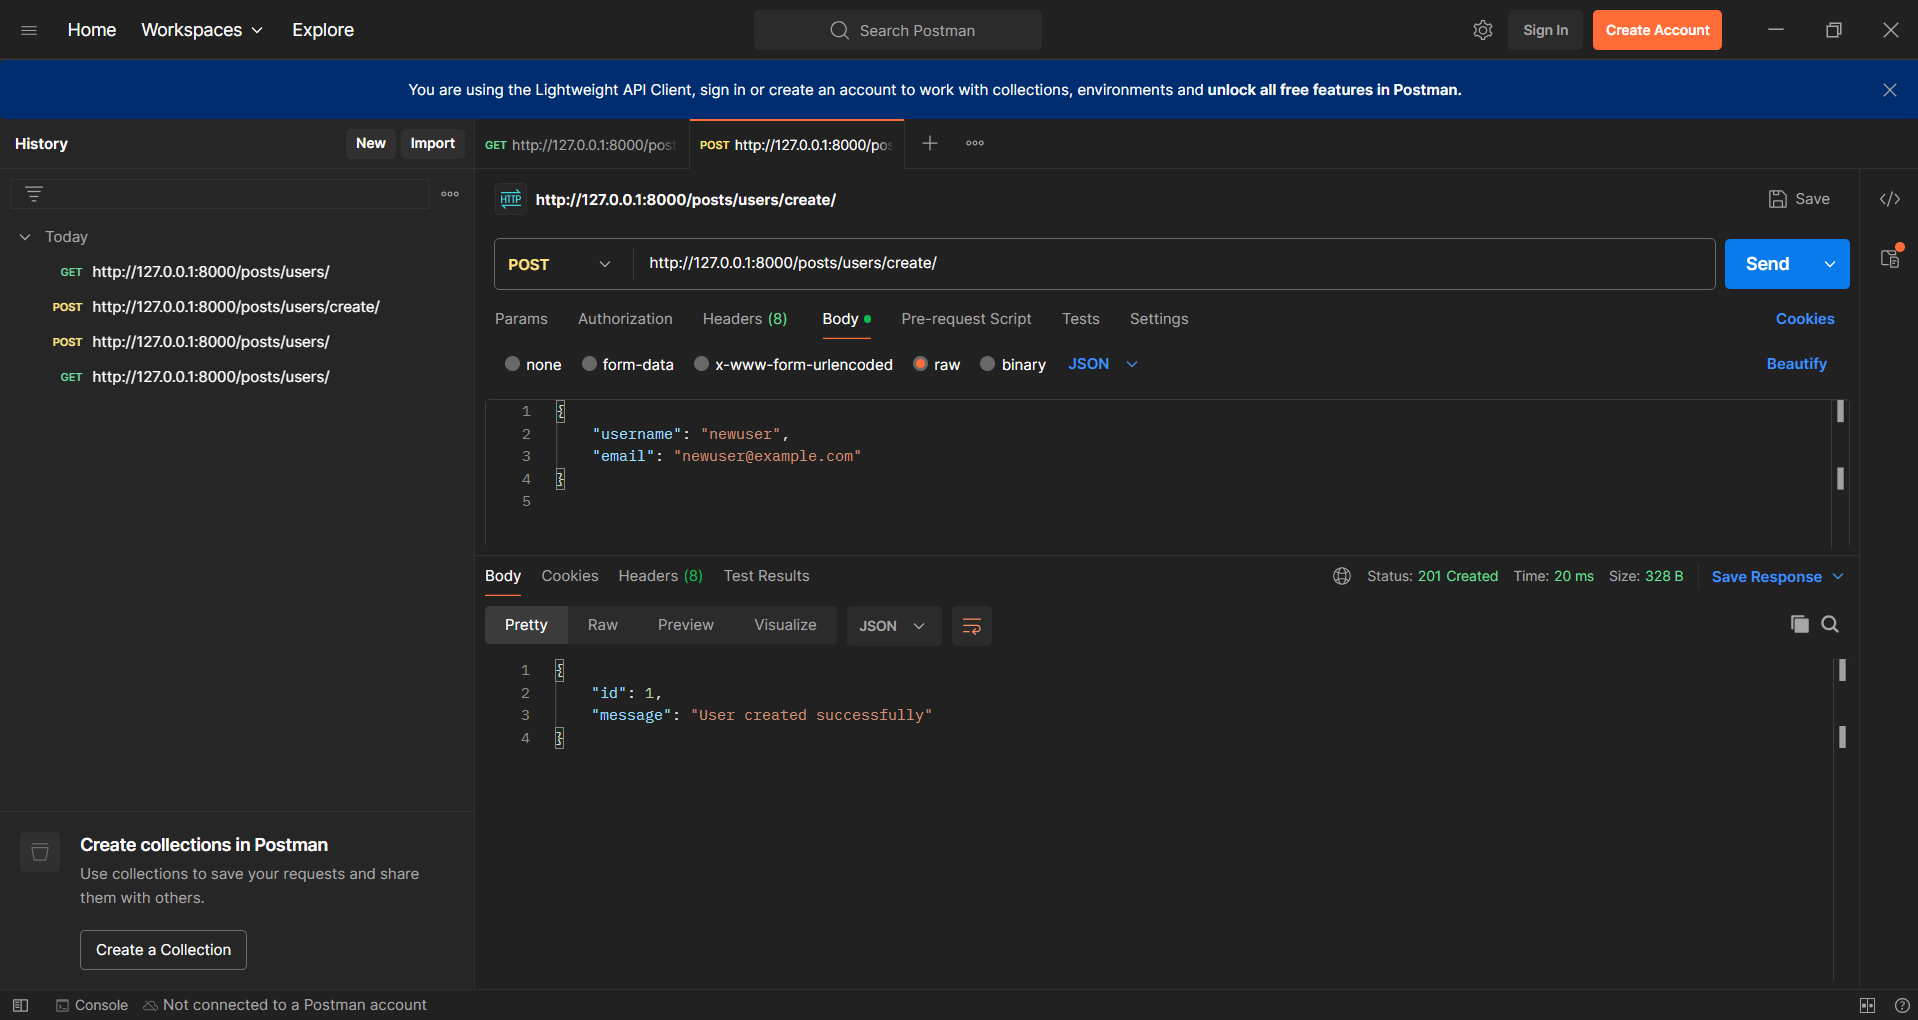 Home Workspaces Explore Search Postman Sign In Create Account
You are using the Lightweight API Client, sign in or create an account to work with collections, environments and unlock all free features in Postman.
History New Import
Today
GET http://127.0.0.1:8000/posts/users/
POST http://127.0.0.1:8000/posts/users/create/
POST http://127.0.0.1:8000/posts/users/
GET http://127.0.0.1:8000/posts/users/
Create collections in Postman
Use collections to save your requests and share
them with others.
Create a Collection
GET http://127.0.0.1:8000/post POST http://127.0.0.1:8000/pos
HTTP http://127.0.0.1:8000/posts/users/create/ Save
POST http://127.0.0.1:8000/posts/users/create/ Send
Params Authorization Headers (8) Body Pre-request Script Tests Settings Cookies
none form-data x-www-form-urlencoded raw binary JSON Beautify
1 {
2 "username": "newuser",
3 "email": "newuser@example.com"
4 }
5
Body Cookies Headers (8) Test Results Status: 201 Created Time: 20 ms Size: 328 B Save Response
Pretty Raw Preview Visualize JSON
1 {
2 "id": 1,
3 "message": "User created successfully"
4 }
Console Not connected to a Postman account